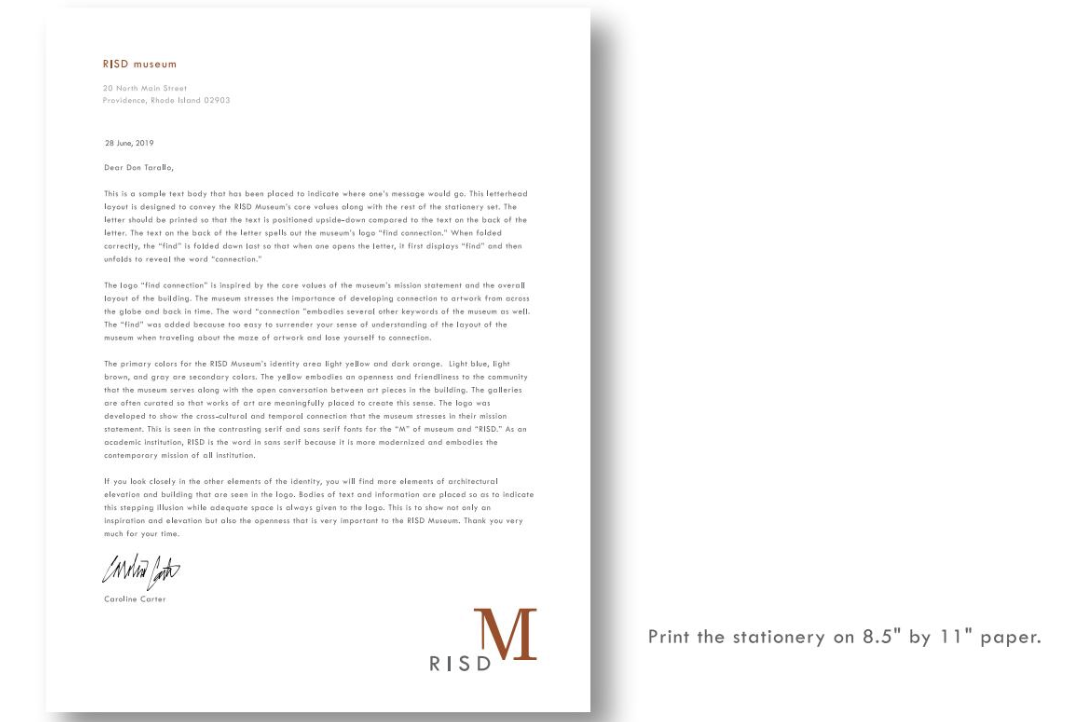 RISD museum
20 North Main Street
Providence, Rhode Island 02903
28 June, 2019
Dear Don Tarallo,
This is a sample text body that has been placed to indicate where one's message would go. This letterhead
layout is designed to convey the RISD Museum's core values along with the rest of the stationery set. The
letter should be printed so that the text is positioned upside-down compared to the text on the back of the
letter. The text on the back of the letter spells out the museum's logo "find connection." When folded
correctly, the "find" is folded down last so that when one opens the letter, it first displays "find" and then
unfolds to reveal the word "connection."
The logo "find connection" is inspired by the core values of the museum's mission statement and the overall
layout of the building. The museum stresses the importance of developing connection to artwork from across
the globe and back in time. The word "connection "embodies several other keywords of the museum as well.
The "find" was added because too easy to surrender your sense of understanding of the layout of the
museum when traveling about the maze of artwork and lose yourself to connection.
The primary colors for the RISD Museum's identity area light yellow and dark orange.  Light blue, light
brown, and gray are secondary colors. The yellow embodies an openness and friendliness to the community
that the museum serves along with the open conversation between art pieces in the building. The galleries
are often curated so that works of art are meaningfully placed to create this sense. The logo was
developed to show the cross-cultural and temporal connection that the museum stresses in their mission
statement. This is seen in the contrasting serif and sans serif fonts for the "M" of museum and "RISD." As an
academic institution, RISD is the word in sans serif because it is more modernized and embodies the
contemporary mission of all institution.
If you look closely in the other elements of the identity, you will find more elements of architectural
elevation and building that are seen in the logo. Bodies of text and information are placed so as to indicate
this stepping illusion while adequate space is always given to the logo. This is to show not only an
inspiration and elevation but also the openness that is very important to the RISD Museum. Thank you very
much for your time.
Caroline Carter
Caroline Carter
RISD M
Print the stationery on 8.5" by 11" paper.